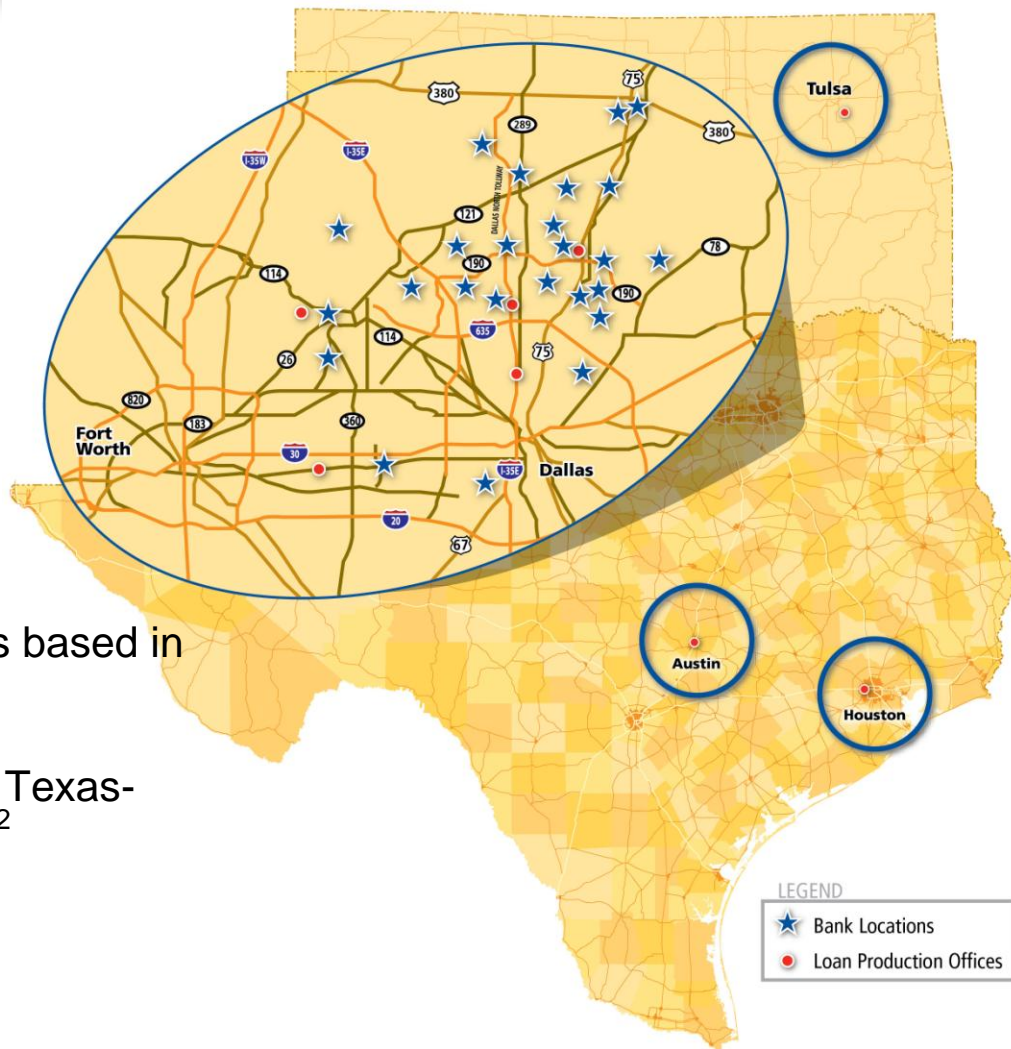 Tulsa
75
380
289
380
I-35W
I-35E
DALLAS NORTH TOLLWAY
121
78
190
114
190
635
114
75
26
820
360
183
Fort
Worth
30
I-35E
Dallas
20
67
s based in
Austin
Houston
Texas-
2
LEGEND
Bank Locations
Loan Production Offices